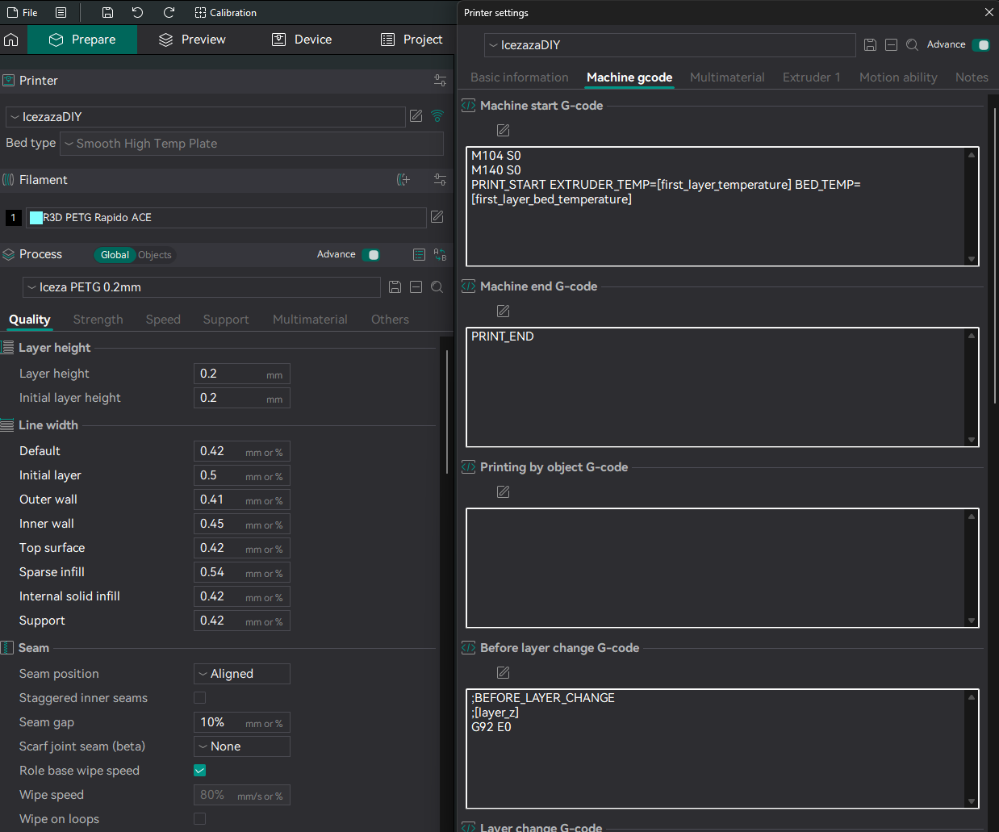 File
Calibration
Prepare
Preview
Device
Project
Printer
IcezazaDIY
Bed type
Smooth High Temp Plate
Filament
1
R3D PETG Rapido ACE
Process
Global
Objects
Advance
A
B
Iceza PETG 0.2mm
Quality
Strength
Speed
Support
Multimaterial
Others
Layer height
Layer height 0.2 mm
Initial layer height 0.2 mm
Line width
Default 0.42 mm or %
Initial layer 0.5 mm or %
Outer wall 0.41 mm or %
Inner wall 0.45 mm or %
Top surface 0.42 mm or %
Sparse infill 0.54 mm or %
Internal solid infill 0.42 mm or %
Support 0.42 mm or %
Seam
Seam position Aligned
Staggered inner seams
Seam gap 10% mm or %
Scarf joint seam (beta) None
Role base wipe speed
Wipe speed 80% mm/s or %
Wipe on loops
Printer settings
IcezazaDIY
Advance
Basic information
Machine gcode
Multimaterial
Extruder 1
Motion ability
Notes
Machine start G-code
M104 S0
M140 S0
PRINT_START EXTRUDER_TEMP=[first_layer_temperature] BED_TEMP=
[first_layer_bed_temperature]
Machine end G-code
PRINT_END
Printing by object G-code
Before layer change G-code
;BEFORE_LAYER_CHANGE
;[layer_z]
G92 E0
Layer change G-code